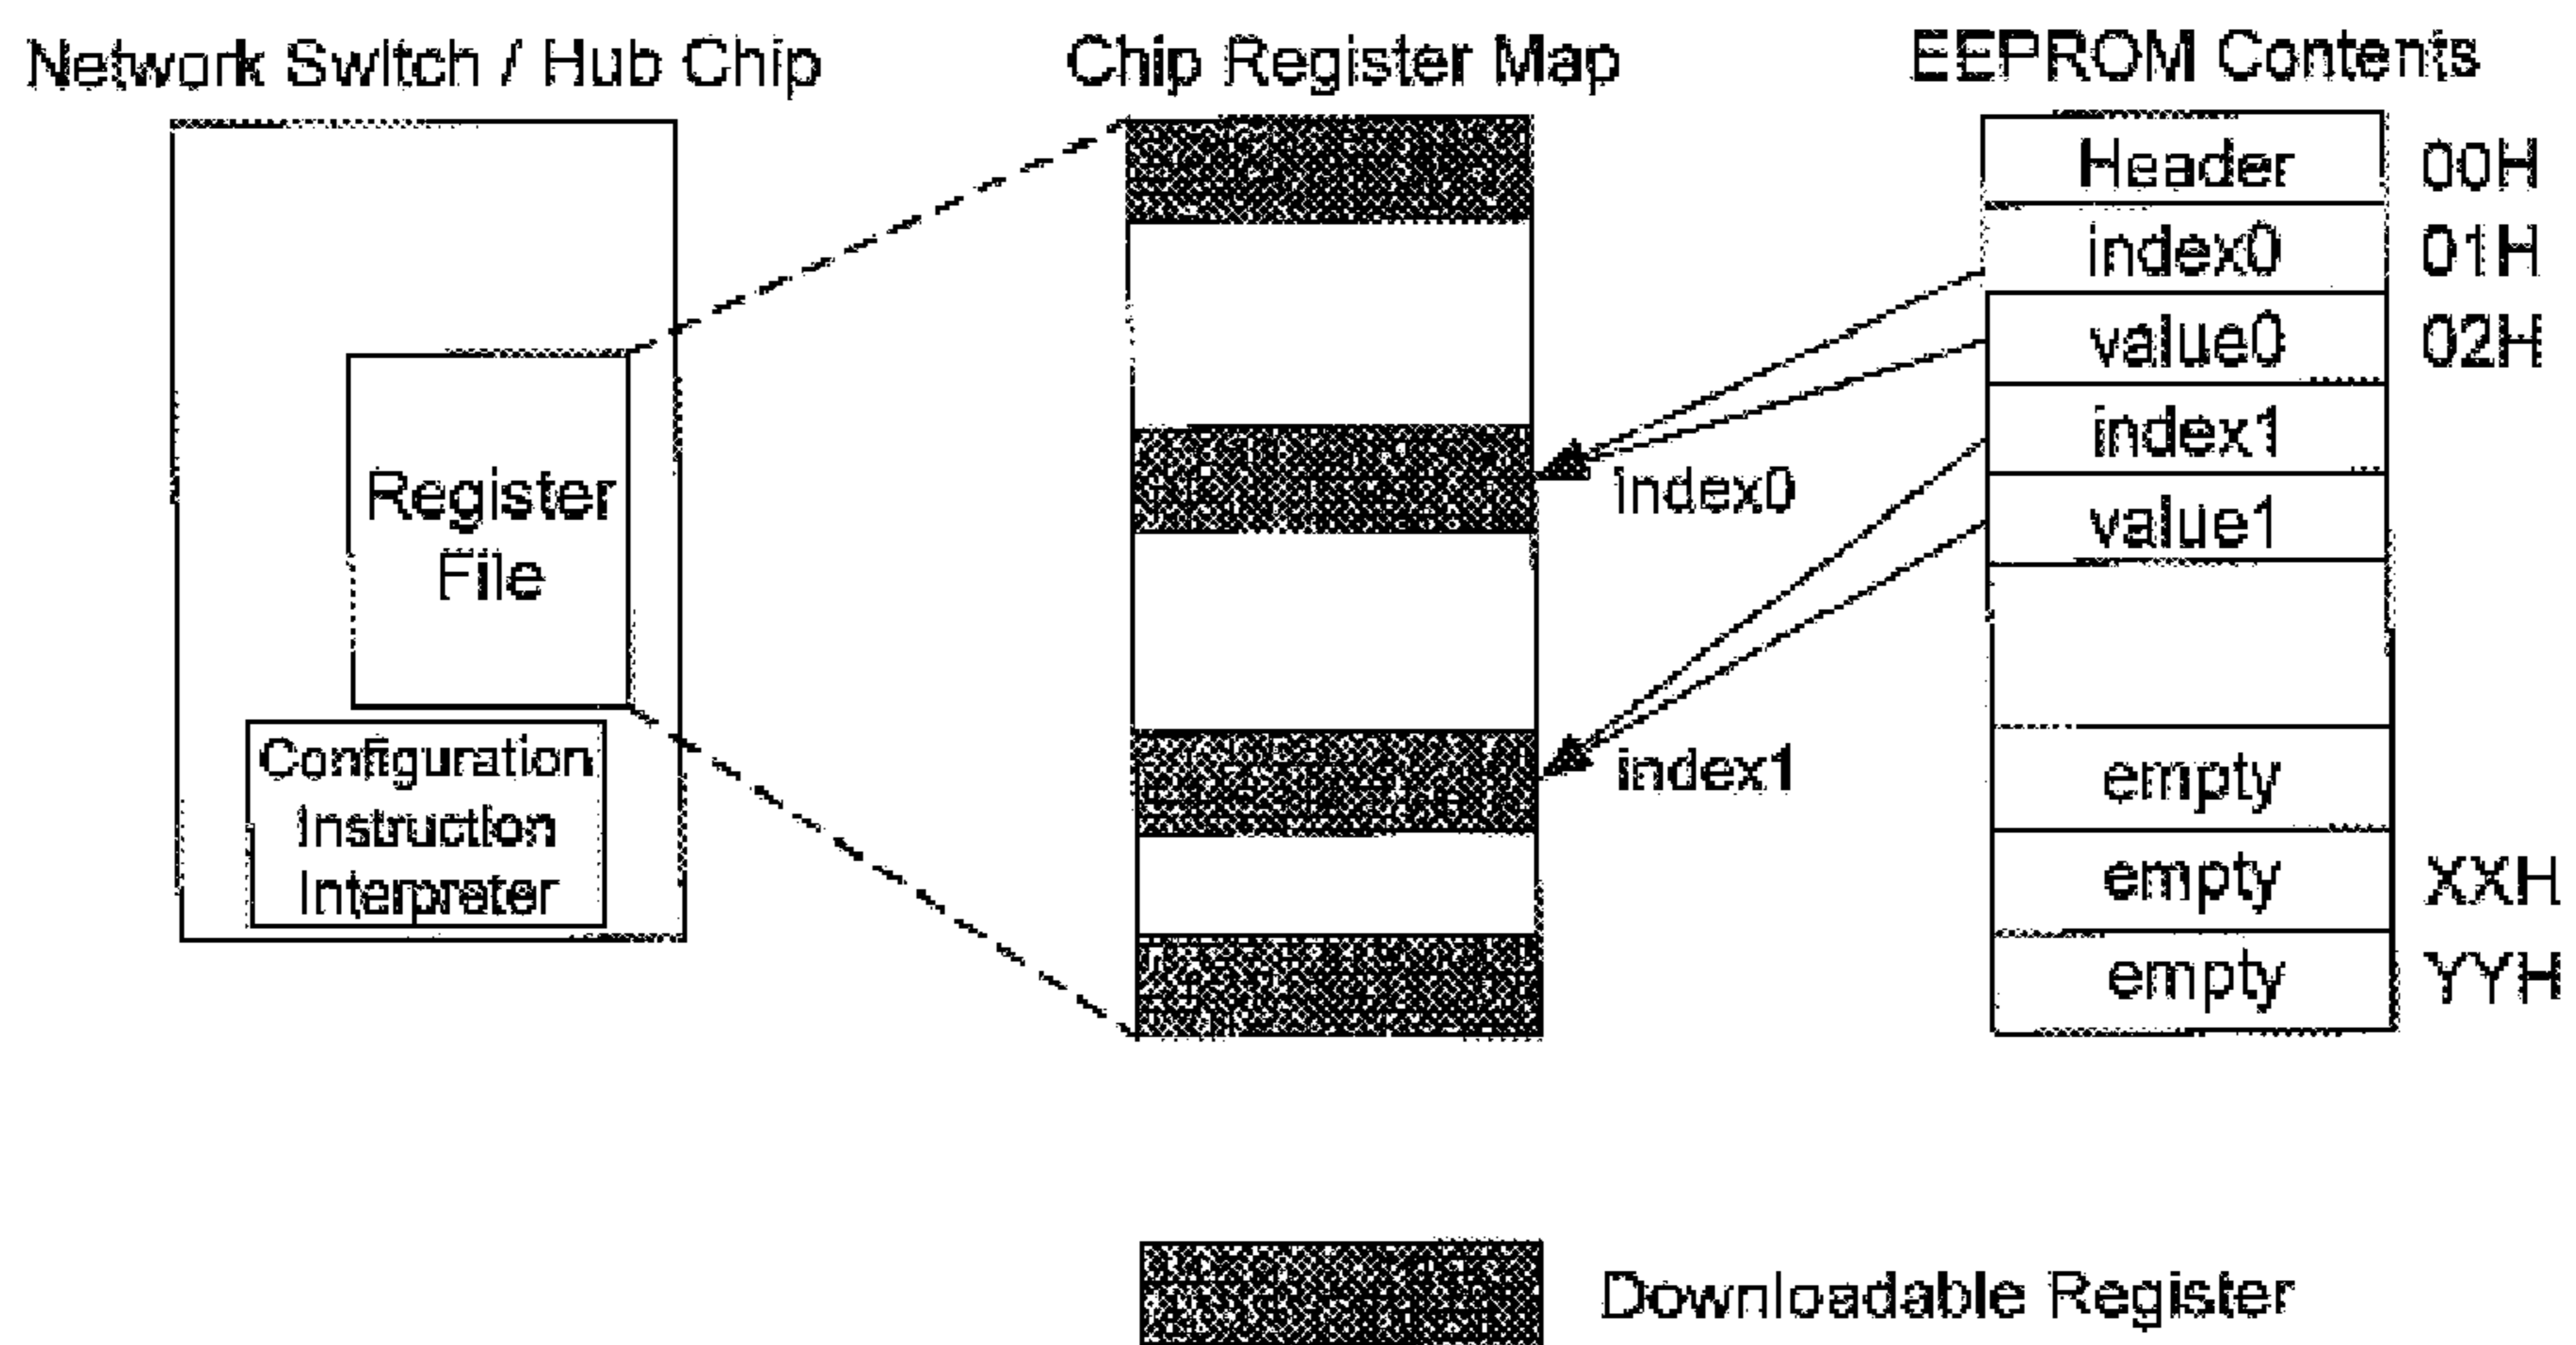 Network Switch / Hub Chip
Register
File
Configuration
Instruction
Interpreter
Chip Register Map
index0
index1
EEPROM Contents
Header 00H
index0 01H
value0 02H
index1
value1
empty
empty XXH
empty YYH
Downloadable Register